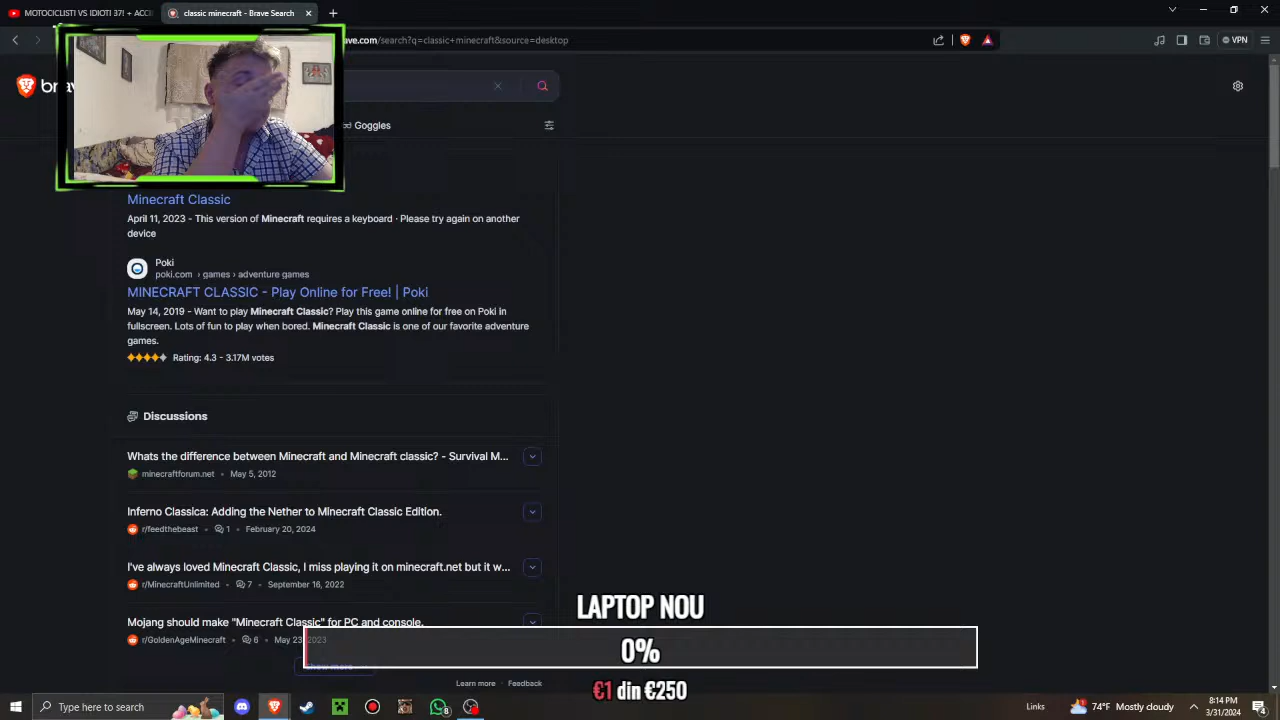 MOTOCICLISTI VS IDIOTI 37! + ACCI
classic minecraft - Brave Search
ave.com/search?q=classic+minecraft&source=desktop
VPN
Goggles
Minecraft Classic
April 11, 2023 - This version of Minecraft requires a keyboard · Please try again on another
device
Poki
poki.com › games › adventure games
MINECRAFT CLASSIC - Play Online for Free! | Poki
May 14, 2019 - Want to play Minecraft Classic? Play this game online for free on Poki in
fullscreen. Lots of fun to play when bored. Minecraft Classic is one of our favorite adventure
games.
Rating: 4.3 - 3.17M votes
Discussions
Whats the difference between Minecraft and Minecraft classic? - Survival M...
minecraftforum.net • May 5, 2012
Inferno Classica: Adding the Nether to Minecraft Classic Edition.
r/feedthebeast • 1 • February 20, 2024
I've always loved Minecraft Classic, I miss playing it on minecraft.net but it w...
r/MinecraftUnlimited • 7 • September 16, 2022
Mojang should make "Minecraft Classic" for PC and console.
r/GoldenAgeMinecraft • 6 • May 23, 2023
Show more
Learn more • Feedback
LAPTOP NOU
0%
€1 din €250
Type here to search
8
Links
74°F Mostly cloudy
8:14 PM
3/31/2024
4